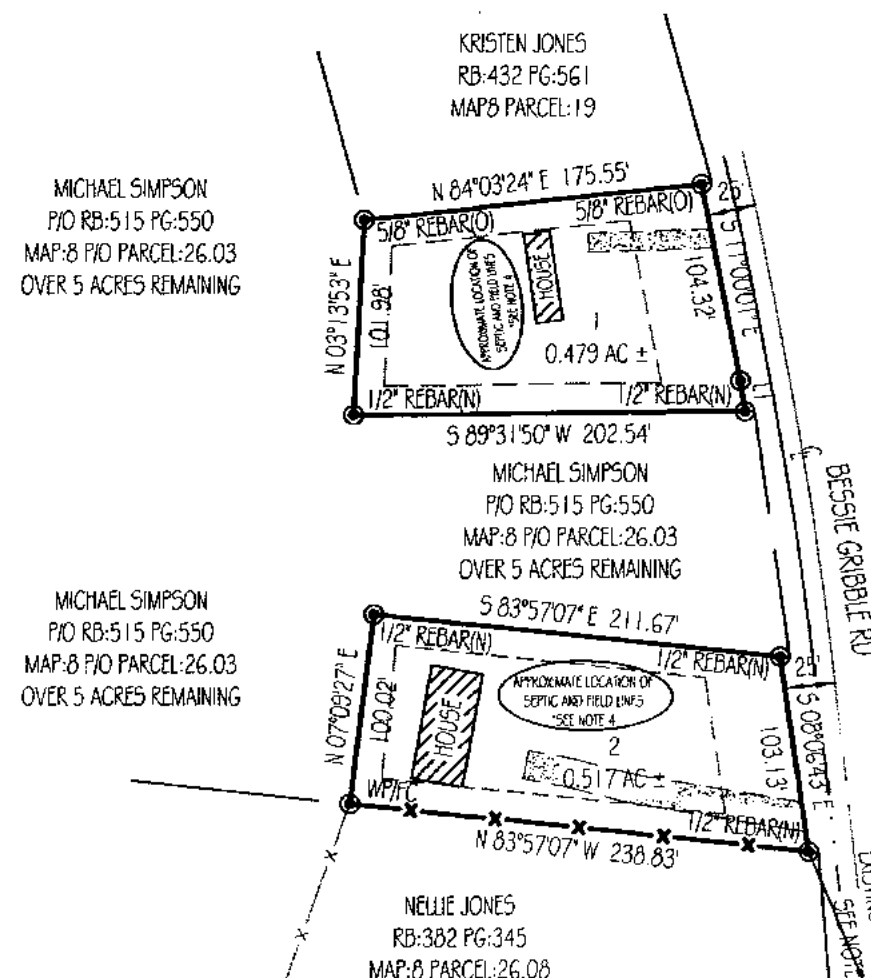 KRISTEN JONES
RB:432 PG:561
MAP8 PARCEL:19
MICHAEL SIMPSON
P/O RB:515 PG:550
MAP:8 P/O PARCEL:26.03
OVER 5 ACRES REMAINING
N 84°03'24" E 175.55'
5/8" REBAR(O)
5/8" REBAR(O)
25'
N 03°13'53" E
101.98'
APPROXIMATE LOCATION OF
SEPTIC AND FIELD LINES
*SEE NOTE 4
HOUSE
1
0.479 AC ±
S 11°00'01" E
104.32'
L1
1/2" REBAR(N)
1/2" REBAR(N)
S 89°31'50" W 202.54'
MICHAEL SIMPSON
P/O RB:515 PG:550
MAP:8 P/O PARCEL:26.03
OVER 5 ACRES REMAINING
BESSIE GRIBBLE RD
MICHAEL SIMPSON
P/O RB:515 PG:550
MAP:8 P/O PARCEL:26.03
OVER 5 ACRES REMAINING
S 83°57'07" E 211.67'
1/2" REBAR(N)
1/2" REBAR(N)
25'
N 07°09'27" E
100.02'
HOUSE
APPROXIMATE LOCATION OF
SEPTIC AND FIELD LINES
*SEE NOTE 4
2
0.517 AC ±
S 08°06'43" E
103.13'
WP/FC
1/2" REBAR(N)
N 83°57'07" W 238.83'
SEE NOTE
NELLIE JONES
RB:382 PG:345
MAP:8 PARCEL:26.08